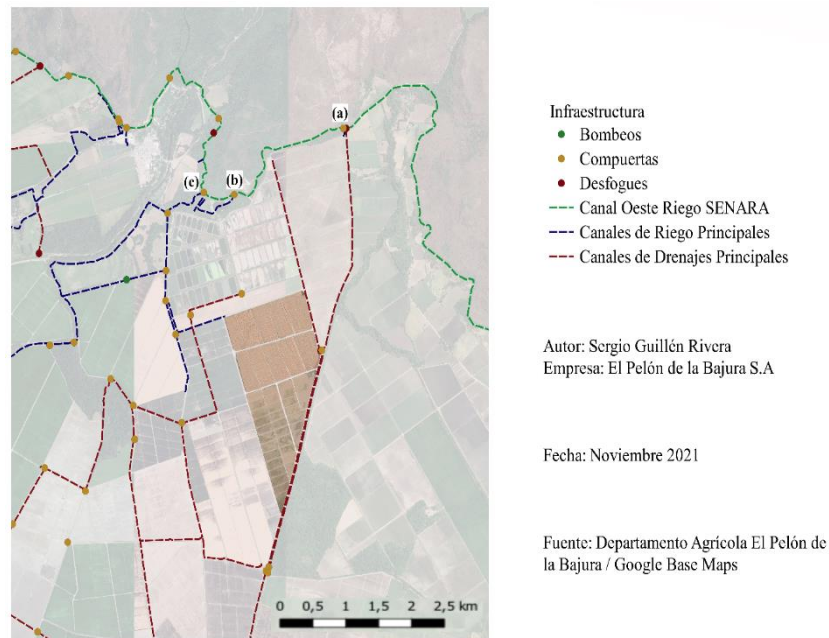 (a)
(c)
(b)
0 0,5 1 1,5 2 2,5 km
Infraestructura
Bombeos
Compuertas
Desfogues
Canal Oeste Riego SENARA
Canales de Riego Principales
Canales de Drenajes Principales
Autor: Sergio Guillén Rivera
Empresa: El Pelón de la Bajura S.A
Fecha: Noviembre 2021
Fuente: Departamento Agrícola El Pelón de
la Bajura / Google Base Maps